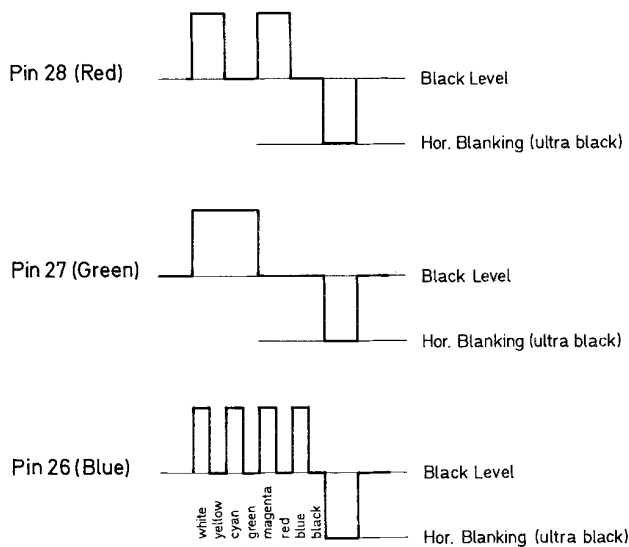 Pin 28 (Red)
Black Level
Hor. Blanking (ultra black)
Pin 27 (Green)
Black Level
Hor. Blanking (ultra black)
Pin 26 (Blue)
Black Level
white
yellow
cyan
green
magenta
red
blue
black
Hor. Blanking (ultra black)